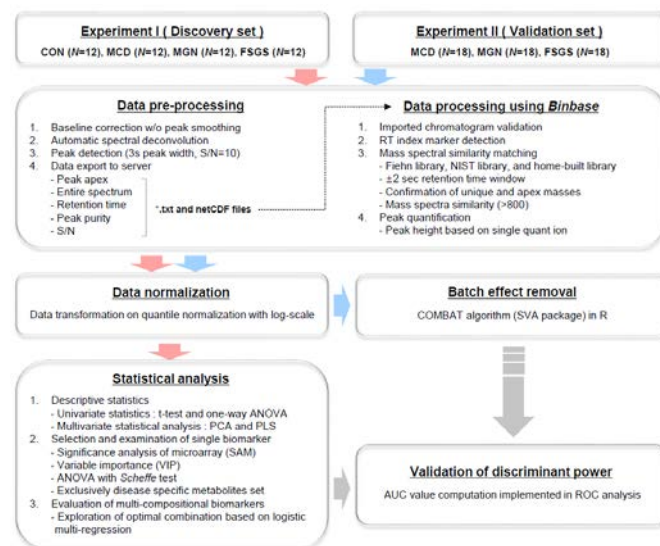 Experiment I ( Discovery set)
CON (N=12), MCD (N=12), MGN (N=12), FSGS (N=12)
Experiment II ( Validation set)
MCD (N=18), MGN (N=18), FSGS (N=18)
Data pre-processing
1. Baseline correction w/o peak smoothing
2. Automatic spectral deconvolution
3. Peak detection (3s peak width, S/N=10)
4. Data export to server
- Peak apex
- Entire spectrum
- Retention time
- Peak purity
- S/N
*.txt and netCDF files
Data processing using Binbase
1. Imported chromatogram validation
2. RT index marker detection
3. Mass spectral similarity matching
- Fiehn library, NIST library, and home-built library
- ±2 sec retention time window
- Confirmation of unique and apex masses
- Mass spectra similarity (>800)
4. Peak quantification
- Peak height based on single quant ion
Data normalization
Data transformation on quantile normalization with log-scale
Batch effect removal
COMBAT algorithm (SVA package) in R
Statistical analysis
1. Descriptive statistics
- Univariate statistics : t-test and one-way ANOVA
- Multivariate statistical analysis : PCA and PLS
2. Selection and examination of single biomarker
- Significance analysis of microarray (SAM)
- Variable importance (VIP)
- ANOVA with Scheffe test
- Exclusively disease specific metabolites set
3. Evaluation of multi-compositional biomarkers
- Exploration of optimal combination based on logistic
multi-regression
Validation of discriminant power
AUC value computation implemented in ROC analysis